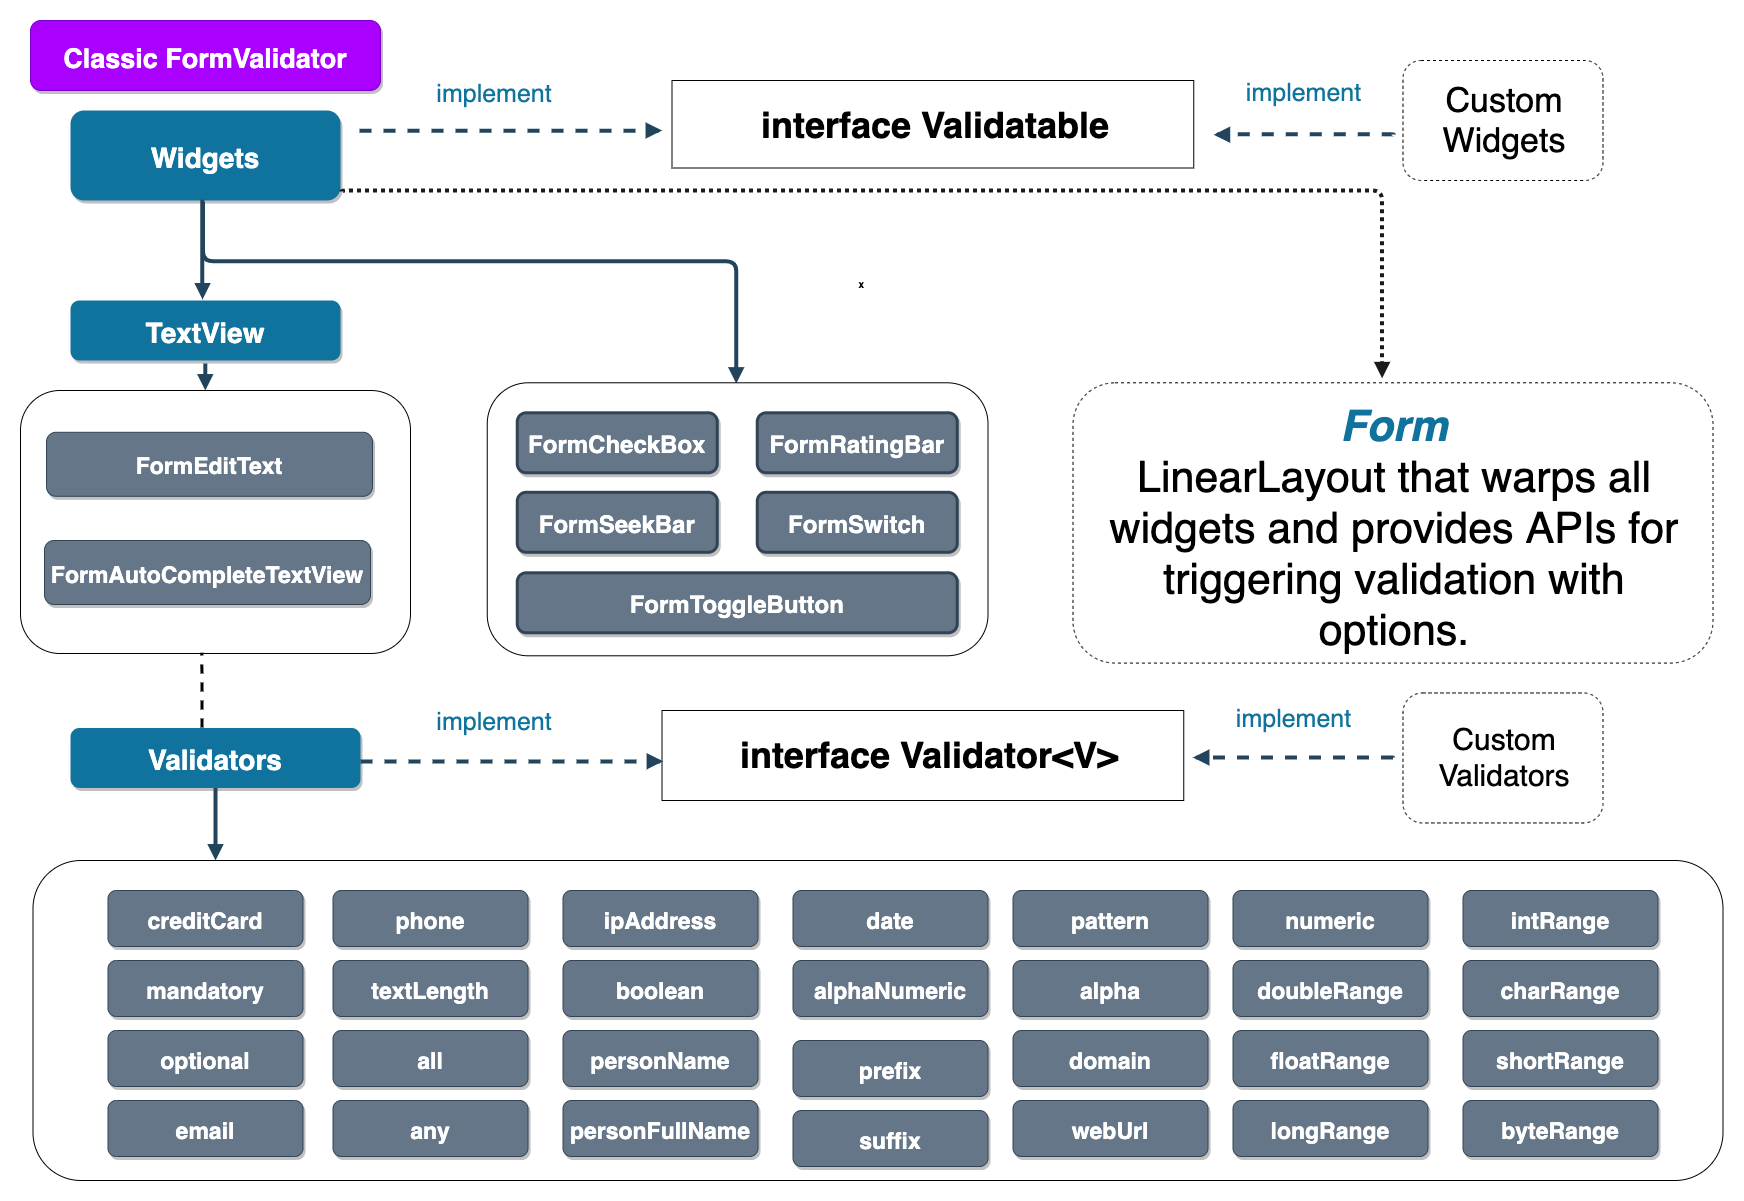 Classic FormValidator
implement
implement
Widgets
interface Validatable
Custom
Widgets
x
TextView
FormEditText
FormAutoCompleteTextView
FormCheckBox
FormRatingBar
FormSeekBar
FormSwitch
FormToggleButton
Form
LinearLayout that warps all
widgets and provides APIs for
triggering validation with
options.
Validators
implement
interface Validator<V>
implement
Custom
Validators
creditCard
phone
ipAddress
date
pattern
numeric
intRange
mandatory
textLength
boolean
alphaNumeric
alpha
doubleRange
charRange
optional
all
personName
prefix
domain
floatRange
shortRange
email
any
personFullName
suffix
webUrl
longRange
byteRange